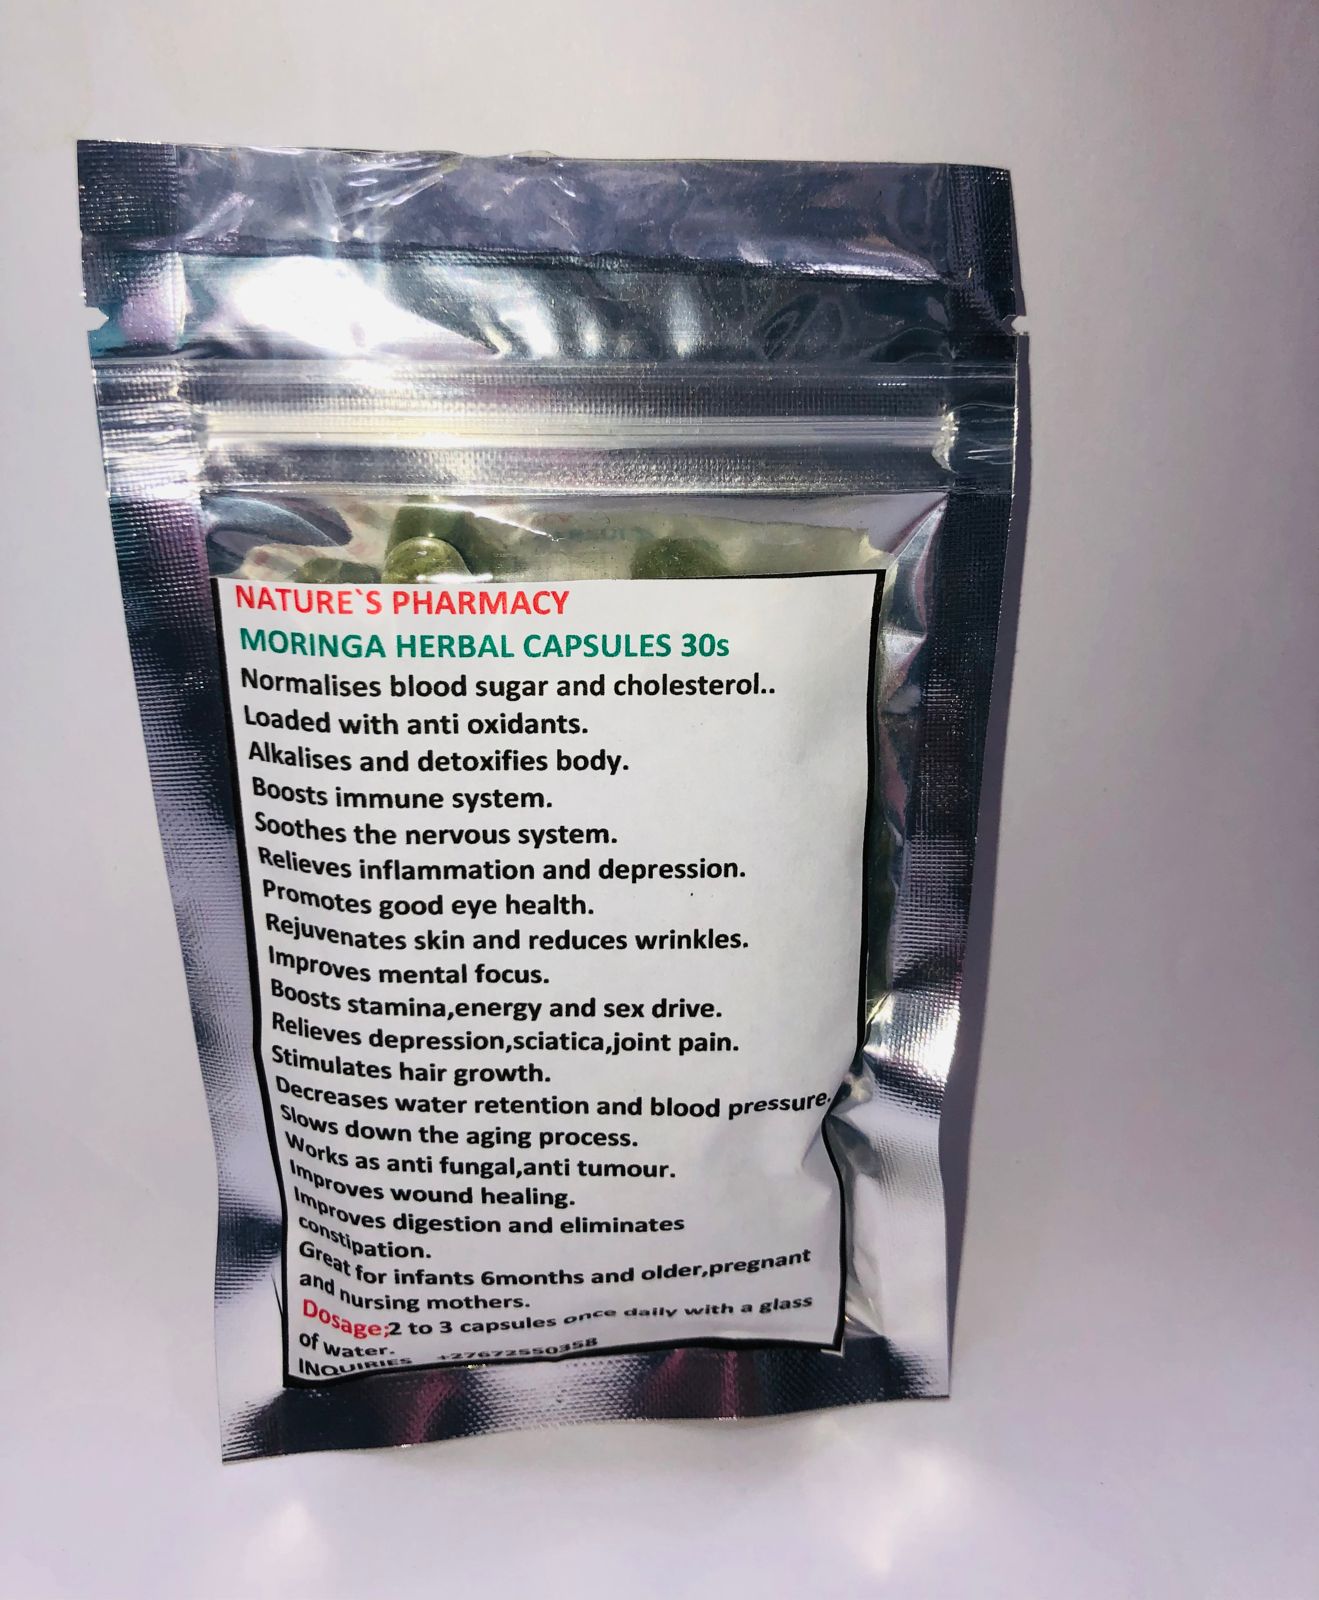 NATURE`S PHARMACY
MORINGA HERBAL CAPSULES 30s
Normalises blood sugar and cholesterol..
Loaded with anti oxidants.
Alkalises and detoxifies body.
Boosts immune system.
Soothes the nervous system.
Relieves inflammation and depression.
Promotes good eye health.
Rejuvenates skin and reduces wrinkles.
Improves mental focus.
Boosts stamina,energy and sex drive.
Relieves depression,sciatica,joint pain.
Stimulates hair growth.
Decreases water retention and blood pressure.
Slows down the aging process.
Works as anti fungal,anti tumour.
Improves wound healing.
Improves digestion and eliminates
constipation.
Great for infants 6months and older,pregnant
and nursing mothers.
Dosage;2 to 3 capsules once daily with a glass
of water.
INQUIRIES +27672550358